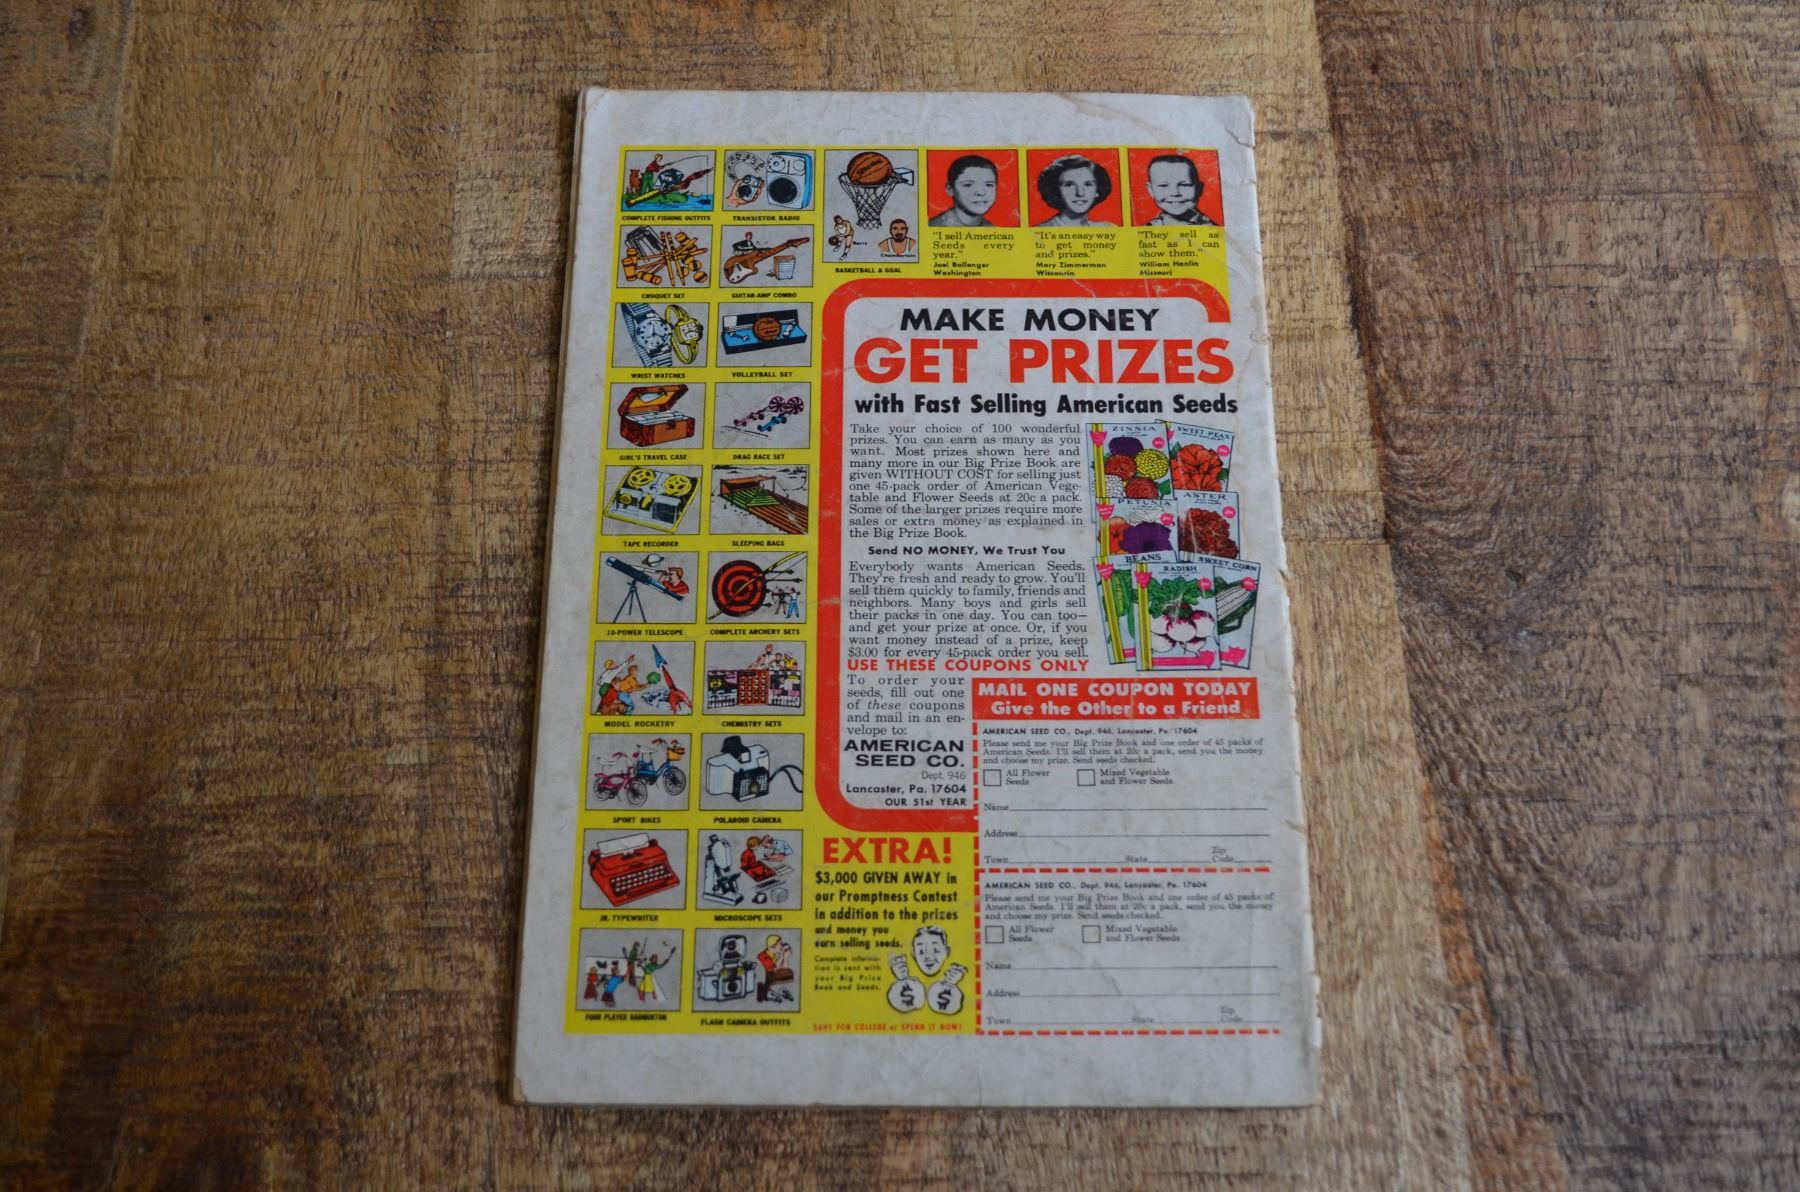 COMPLETE FISHING OUTFITS
TRANSISTOR RADIO
CROQUET SET
GUITAR-AMP COMBO
WRIST WATCHES
VOLLEYBALL SET
GIRL'S TRAVEL CASE
DRAG RACE SET
TAPE RECORDER
SLEEPING BAGS
10-POWER TELESCOPE
COMPLETE ARCHERY SETS
MODEL ROCKETRY
CHEMISTRY SETS
SPORT BIKES
POLAROID CAMERA
JR. TYPEWRITER
MICROSCOPE SETS
FOUR PLAYER BADMINTON
FLASH CAMERA OUTFITS
Spalding
Barry
Chamberlain
BASKETBALL & GOAL
"I sell American
Seeds every
year."
Joel Ballenger
Washington
"It's an easy way
to get money
and prizes."
Mary Zimmerman
Wisconsin
"They sell as
fast as I can
show them."
William Hanlin
Missouri
MAKE MONEY
GET PRIZES
with Fast Selling American Seeds
Take your choice of 100 wonderful
prizes. You can earn as many as you
want. Most prizes shown here and
many more in our Big Prize Book are
given WITHOUT COST for selling just
one 45-pack order of American Vege-
table and Flower Seeds at 20c a pack.
Some of the larger prizes require more
sales or extra money as explained in
the Big Prize Book.
Send NO MONEY, We Trust You
Everybody wants American Seeds.
They're fresh and ready to grow. You'll
sell them quickly to family, friends and
neighbors. Many boys and girls sell
their packs in one day. You can too—
and get your prize at once. Or, if you
want money instead of a prize, keep
$3.00 for every 45-pack order you sell.
USE THESE COUPONS ONLY
To order your
seeds, fill out one
of these coupons
and mail in an en-
velope to:
AMERICAN
SEED CO.
Dept. 946
Lancaster, Pa. 17604
OUR 51st YEAR
ZINNIA
SWEET PEAS
PETUNIA
ASTER
BEANS
RADISH
SWEET CORN
MAIL ONE COUPON TODAY
Give the Other to a Friend
AMERICAN SEED CO., Dept. 946, Lancaster, Pa. 17604
Please send me your Big Prize Book and one order of 45 packs of
American Seeds. I'll sell them at 20c a pack, send you the money
and choose my prize. Send seeds checked.
All Flower
Seeds
Mixed Vegetable
and Flower Seeds
Name
Address
Town State Zip Code
AMERICAN SEED CO., Dept. 946, Lancaster, Pa. 17604
Please send me your Big Prize Book and one order of 45 packs of
American Seeds. I'll sell them at 20c a pack, send you the money
and choose my prize. Send seeds checked.
All Flower
Seeds
Mixed Vegetable
and Flower Seeds
Name
Address
Town State Zip Code
EXTRA!
$3,000 GIVEN AWAY in
our Promptness Contest
in addition to the prizes
and money you
earn selling seeds.
Complete informa-
tion is sent with
your Big Prize
Book and Seeds.
$ $
SAVE FOR COLLEGE or SPEND IT NOW!